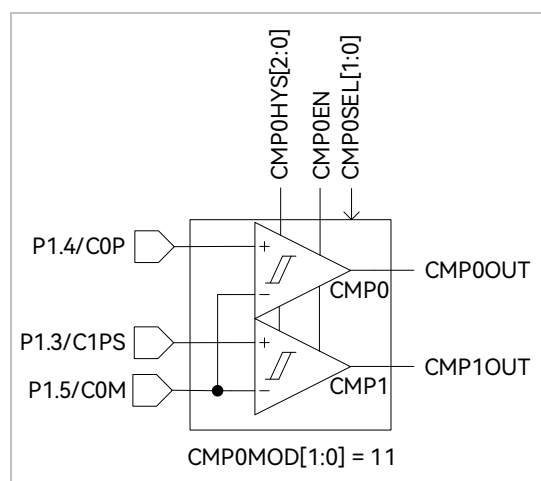 CMP0HYS[2:0]
CMP0EN
CMP0SEL[1:0]
P1.4/C0P
+
−
CMP0
CMP0OUT
P1.3/C1PS
+
P1.5/C0M
−
CMP1
CMP1OUT
CMP0MOD[1:0] = 11